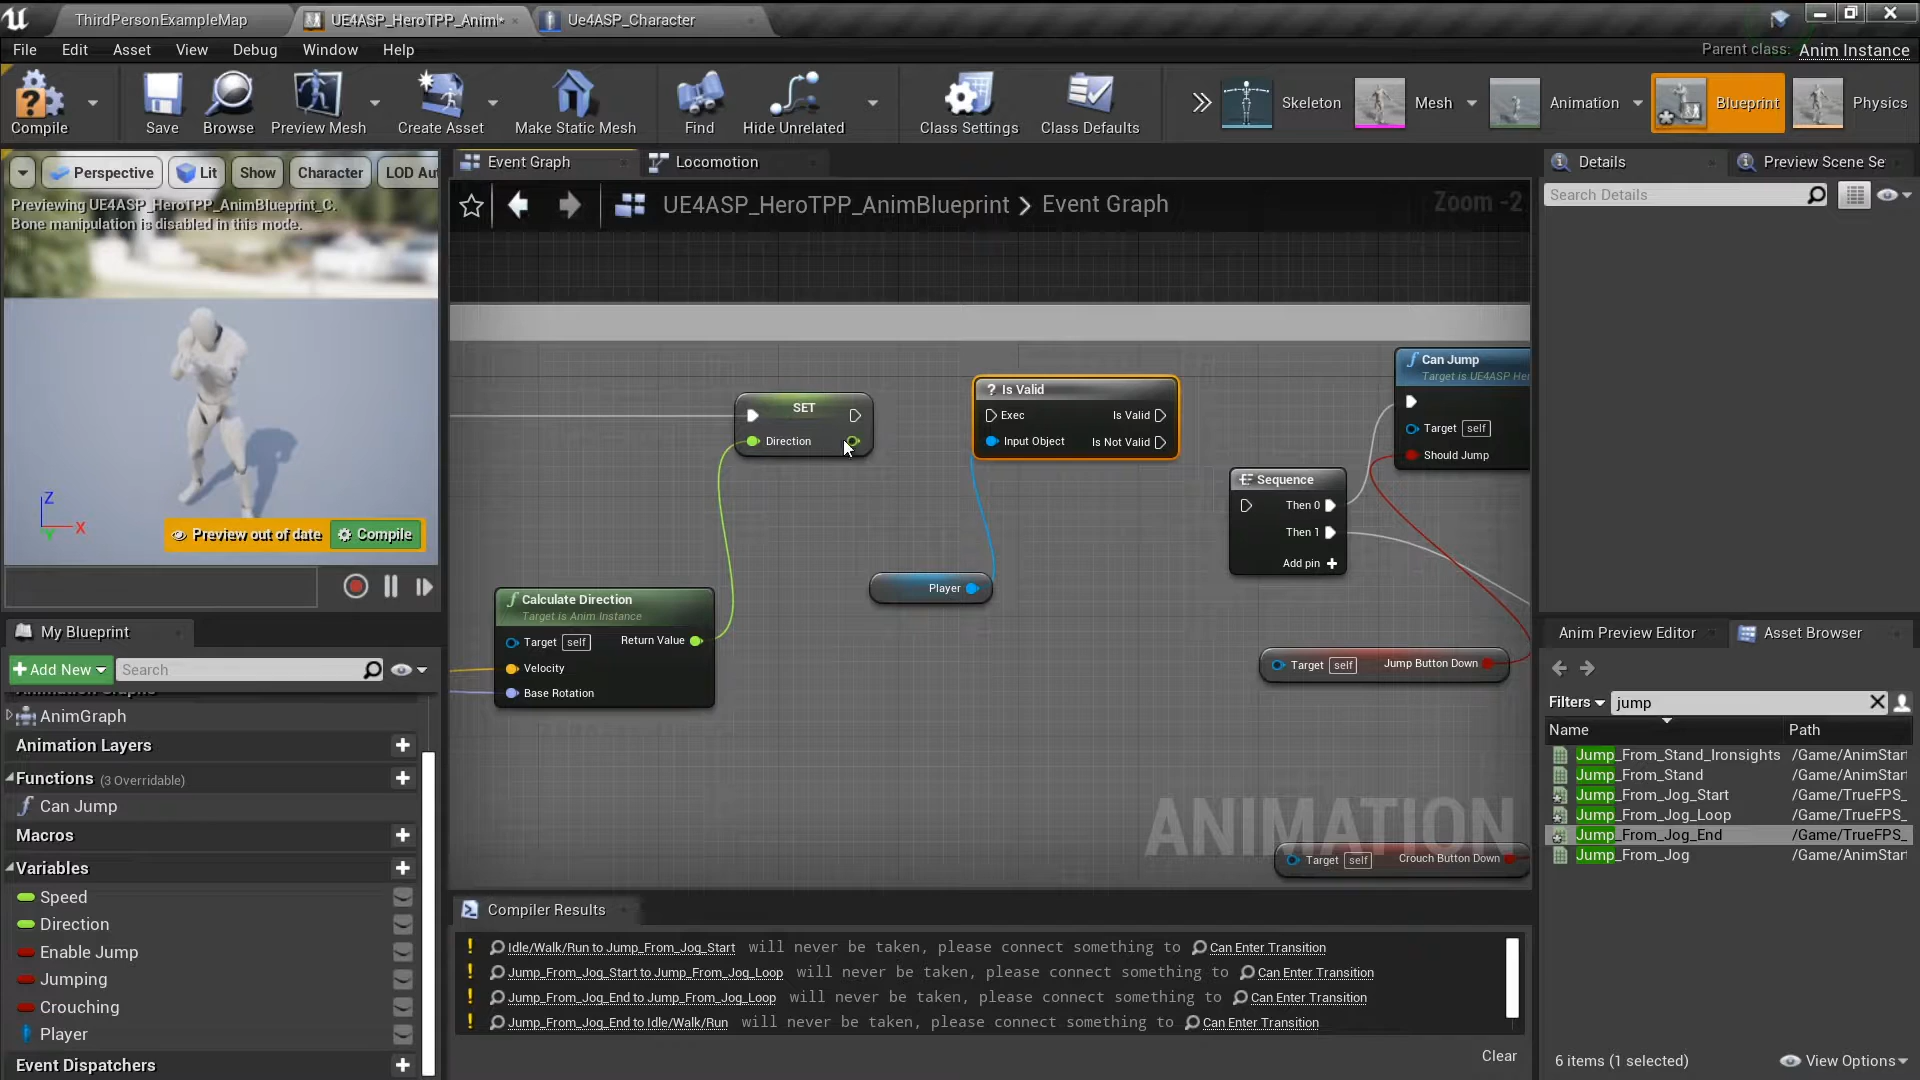 ThirdPersonExampleMap
UE4ASP_HeroTPP_Anim*
Ue4ASP_Character
File Edit Asset View Debug Window Help
Parent class: Anim Instance
Compile
Save
Browse
Preview Mesh
Create Asset
Make Static Mesh
Find
Hide Unrelated
Class Settings
Class Defaults
Skeleton
Mesh
Animation
Blueprint
Physics
Perspective
Lit
Show
Character
LOD Au
Previewing UE4ASP_HeroTPP_AnimBlueprint_C.
Bone manipulation is disabled in this mode.
Z
X
Y
Preview out of date
Compile
Event Graph
Locomotion
UE4ASP_HeroTPP_AnimBlueprint > Event Graph
Zoom -2
SET
Direction
? Is Valid
Exec Is Valid
Input Object Is Not Valid
Can Jump
Target is UE4ASP Her
Target self
Should Jump
Sequence
Then 0
Then 1
Add pin +
Player
Calculate Direction
Target is Anim Instance
Target self Return Value
Velocity
Base Rotation
Target self Jump Button Down
ANIMATION
Target self Crouch Button Down
Details
Preview Scene Se
Search Details
My Blueprint
+ Add New
Search
AnimGraph
Animation Layers
Functions (3 Overridable)
Can Jump
Macros
Variables
Speed
Direction
Enable Jump
Jumping
Crouching
Player
Event Dispatchers
Compiler Results
Idle/Walk/Run to Jump_From_Jog_Start will never be taken, please connect something to Can Enter Transition
Jump_From_Jog_Start to Jump_From_Jog_Loop will never be taken, please connect something to Can Enter Transition
Jump_From_Jog_End to Jump_From_Jog_Loop will never be taken, please connect something to Can Enter Transition
Jump_From_Jog_End to Idle/Walk/Run will never be taken, please connect something to Can Enter Transition
Clear
Anim Preview Editor
Asset Browser
Filters
jump
Name Path
Jump_From_Stand_Ironsights /Game/AnimStar
Jump_From_Stand /Game/AnimStar
Jump_From_Jog_Start /Game/TrueFPS_
Jump_From_Jog_Loop /Game/TrueFPS_
Jump_From_Jog_End /Game/TrueFPS_
Jump_From_Jog /Game/AnimStar
6 items (1 selected)
View Options